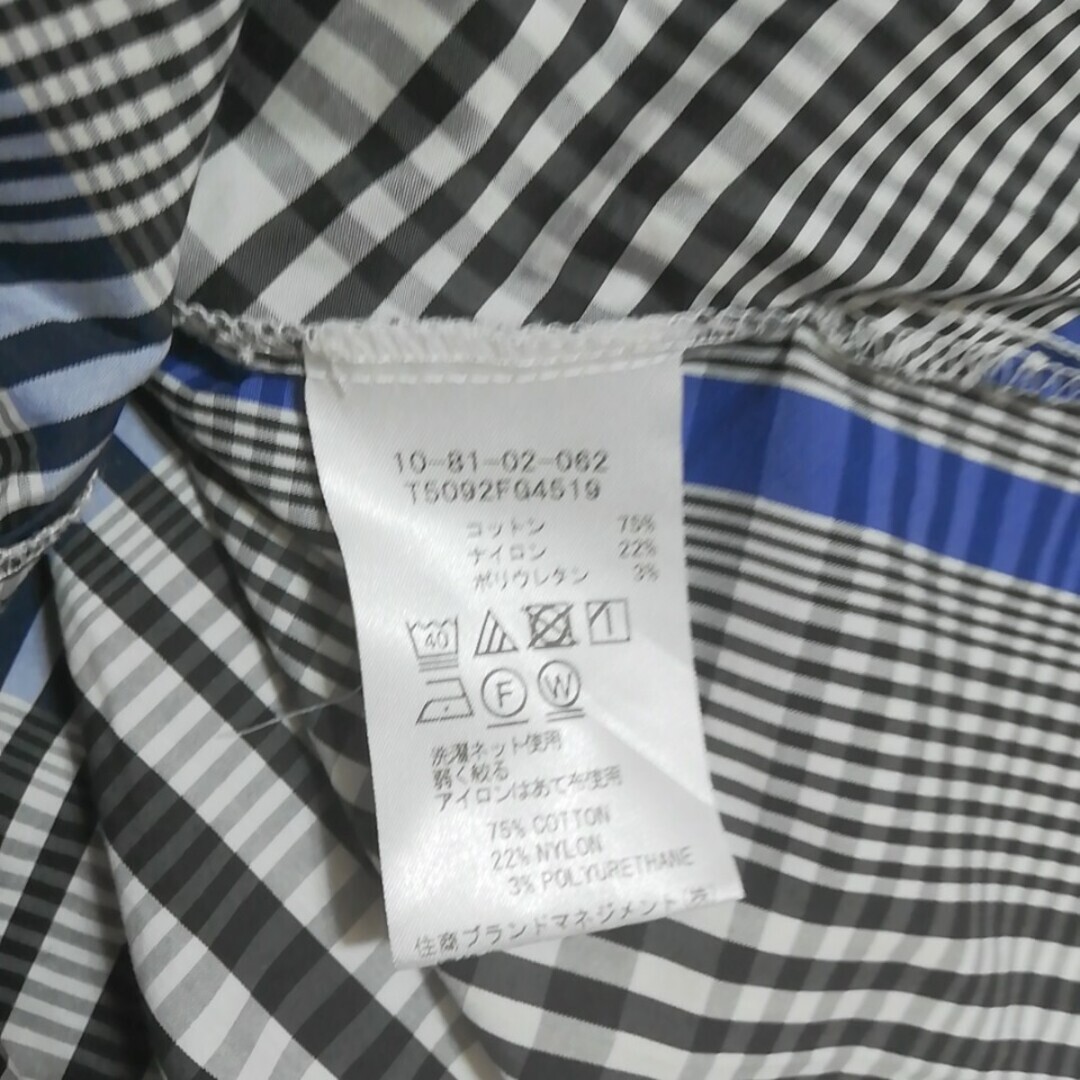 10-81-02-062
T5092FG4519
コットン 75%
ナイロン 22%
ポリウレタン 3%
40
F W
洗濯ネット使用
弱く絞る
アイロンはあて布使用
75% COTTON
22% NYLON
3% POLYURETHANE
住商ブランドマネジメント(株)